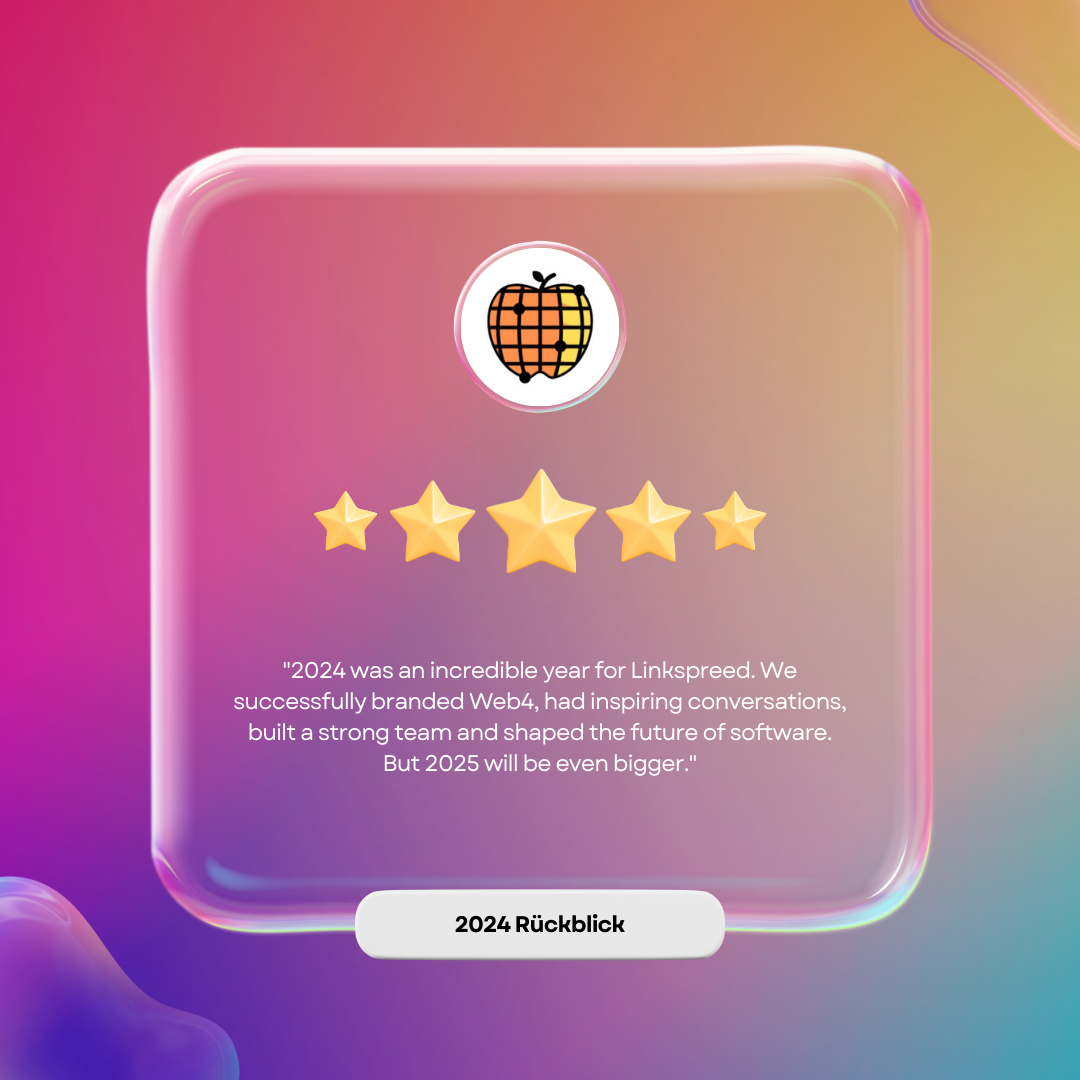 "2024 was an incredible year for Linkspreed. We
successfully branded Web4, had inspiring conversations,
built a strong team and shaped the future of software.
But 2025 will be even bigger."
2024 Rückblick